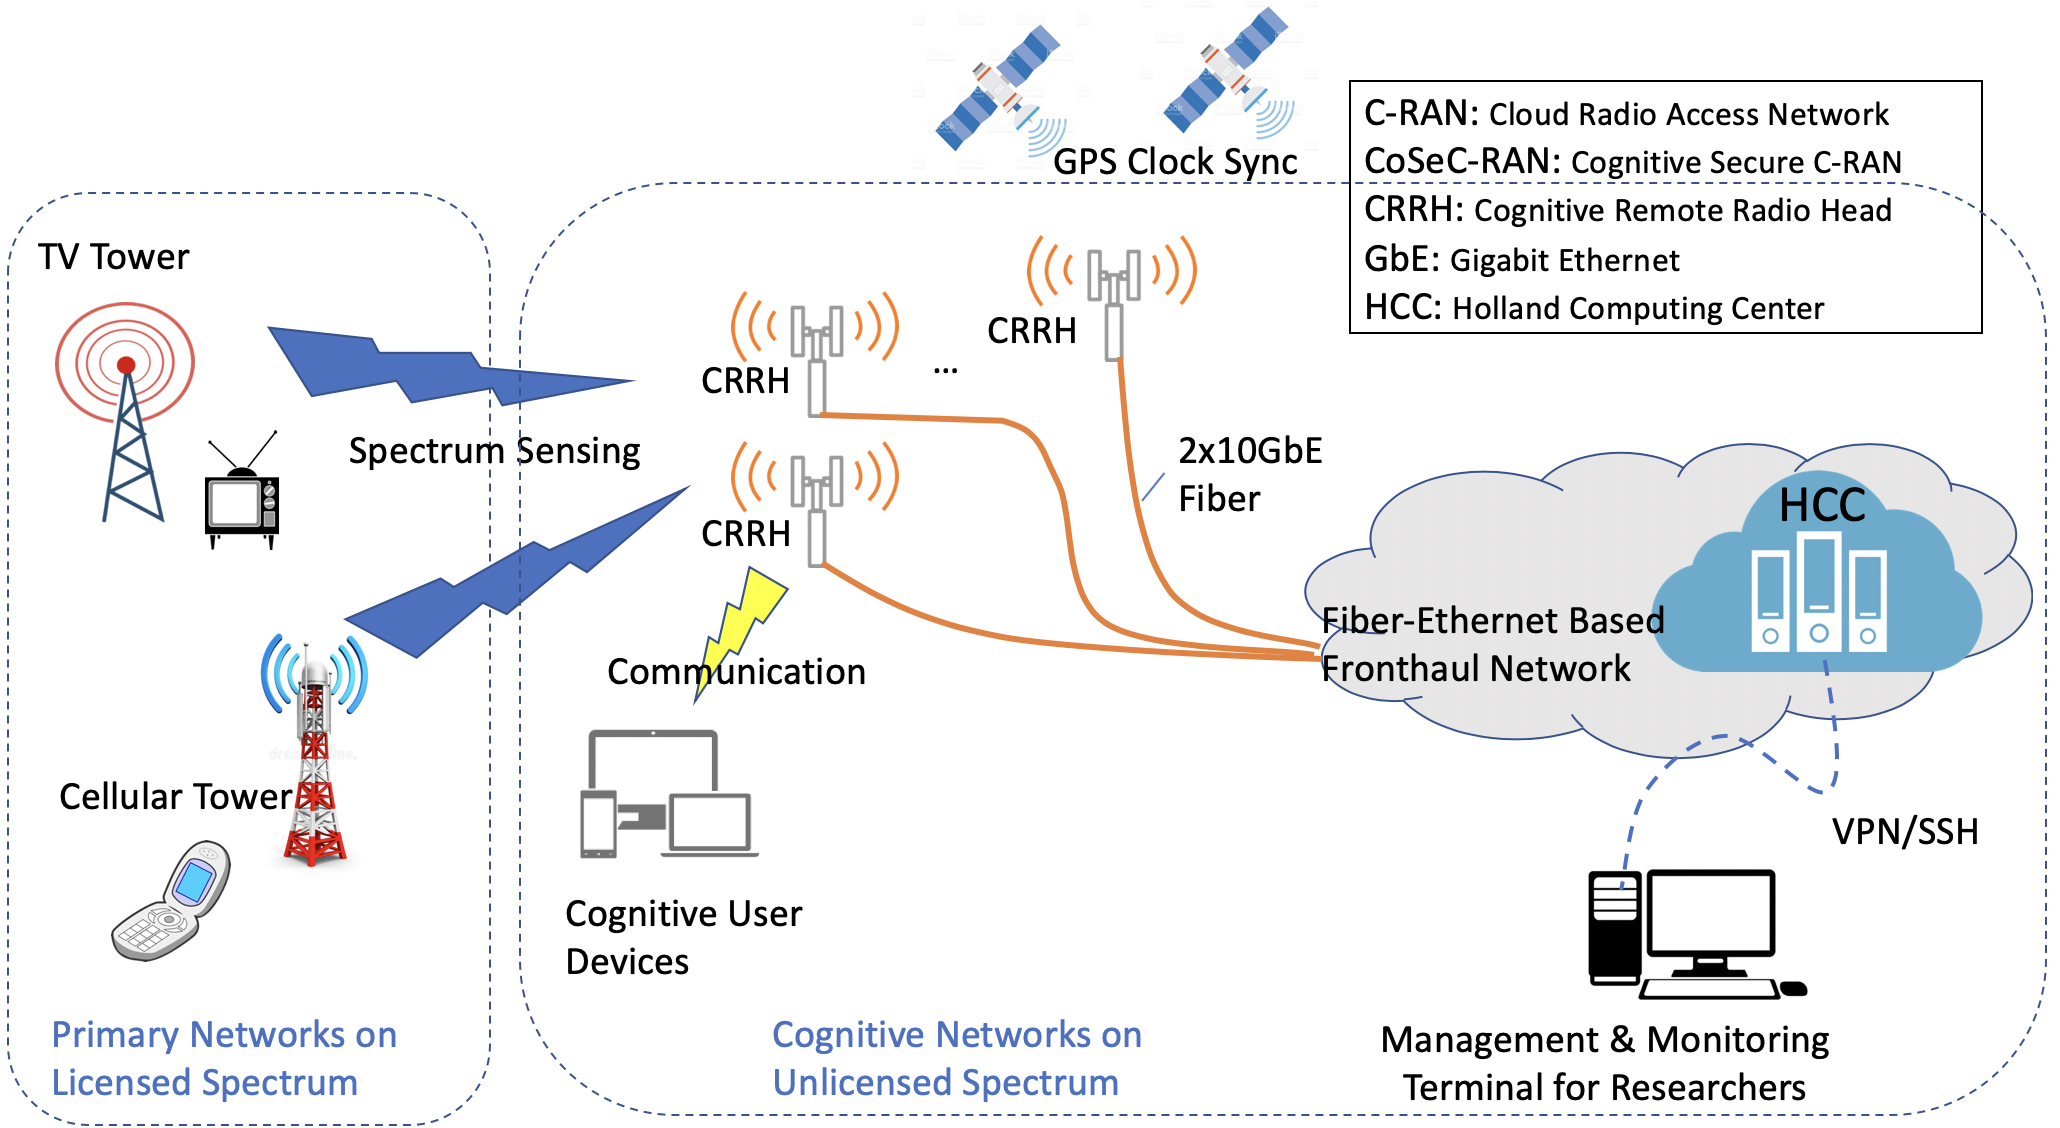 GPS Clock Sync
C-RAN: Cloud Radio Access Network
CoSeC-RAN: Cognitive Secure C-RAN
CRRH: Cognitive Remote Radio Head
GbE: Gigabit Ethernet
HCC: Holland Computing Center
TV Tower
Spectrum Sensing
Cellular Tower
Primary Networks on
Licensed Spectrum
CRRH
...
CRRH
CRRH
2x10GbE
Fiber
Communication
Cognitive User
Devices
Cognitive Networks on
Unlicensed Spectrum
HCC
Fiber-Ethernet Based
Fronthaul Network
VPN/SSH
Management & Monitoring
Terminal for Researchers